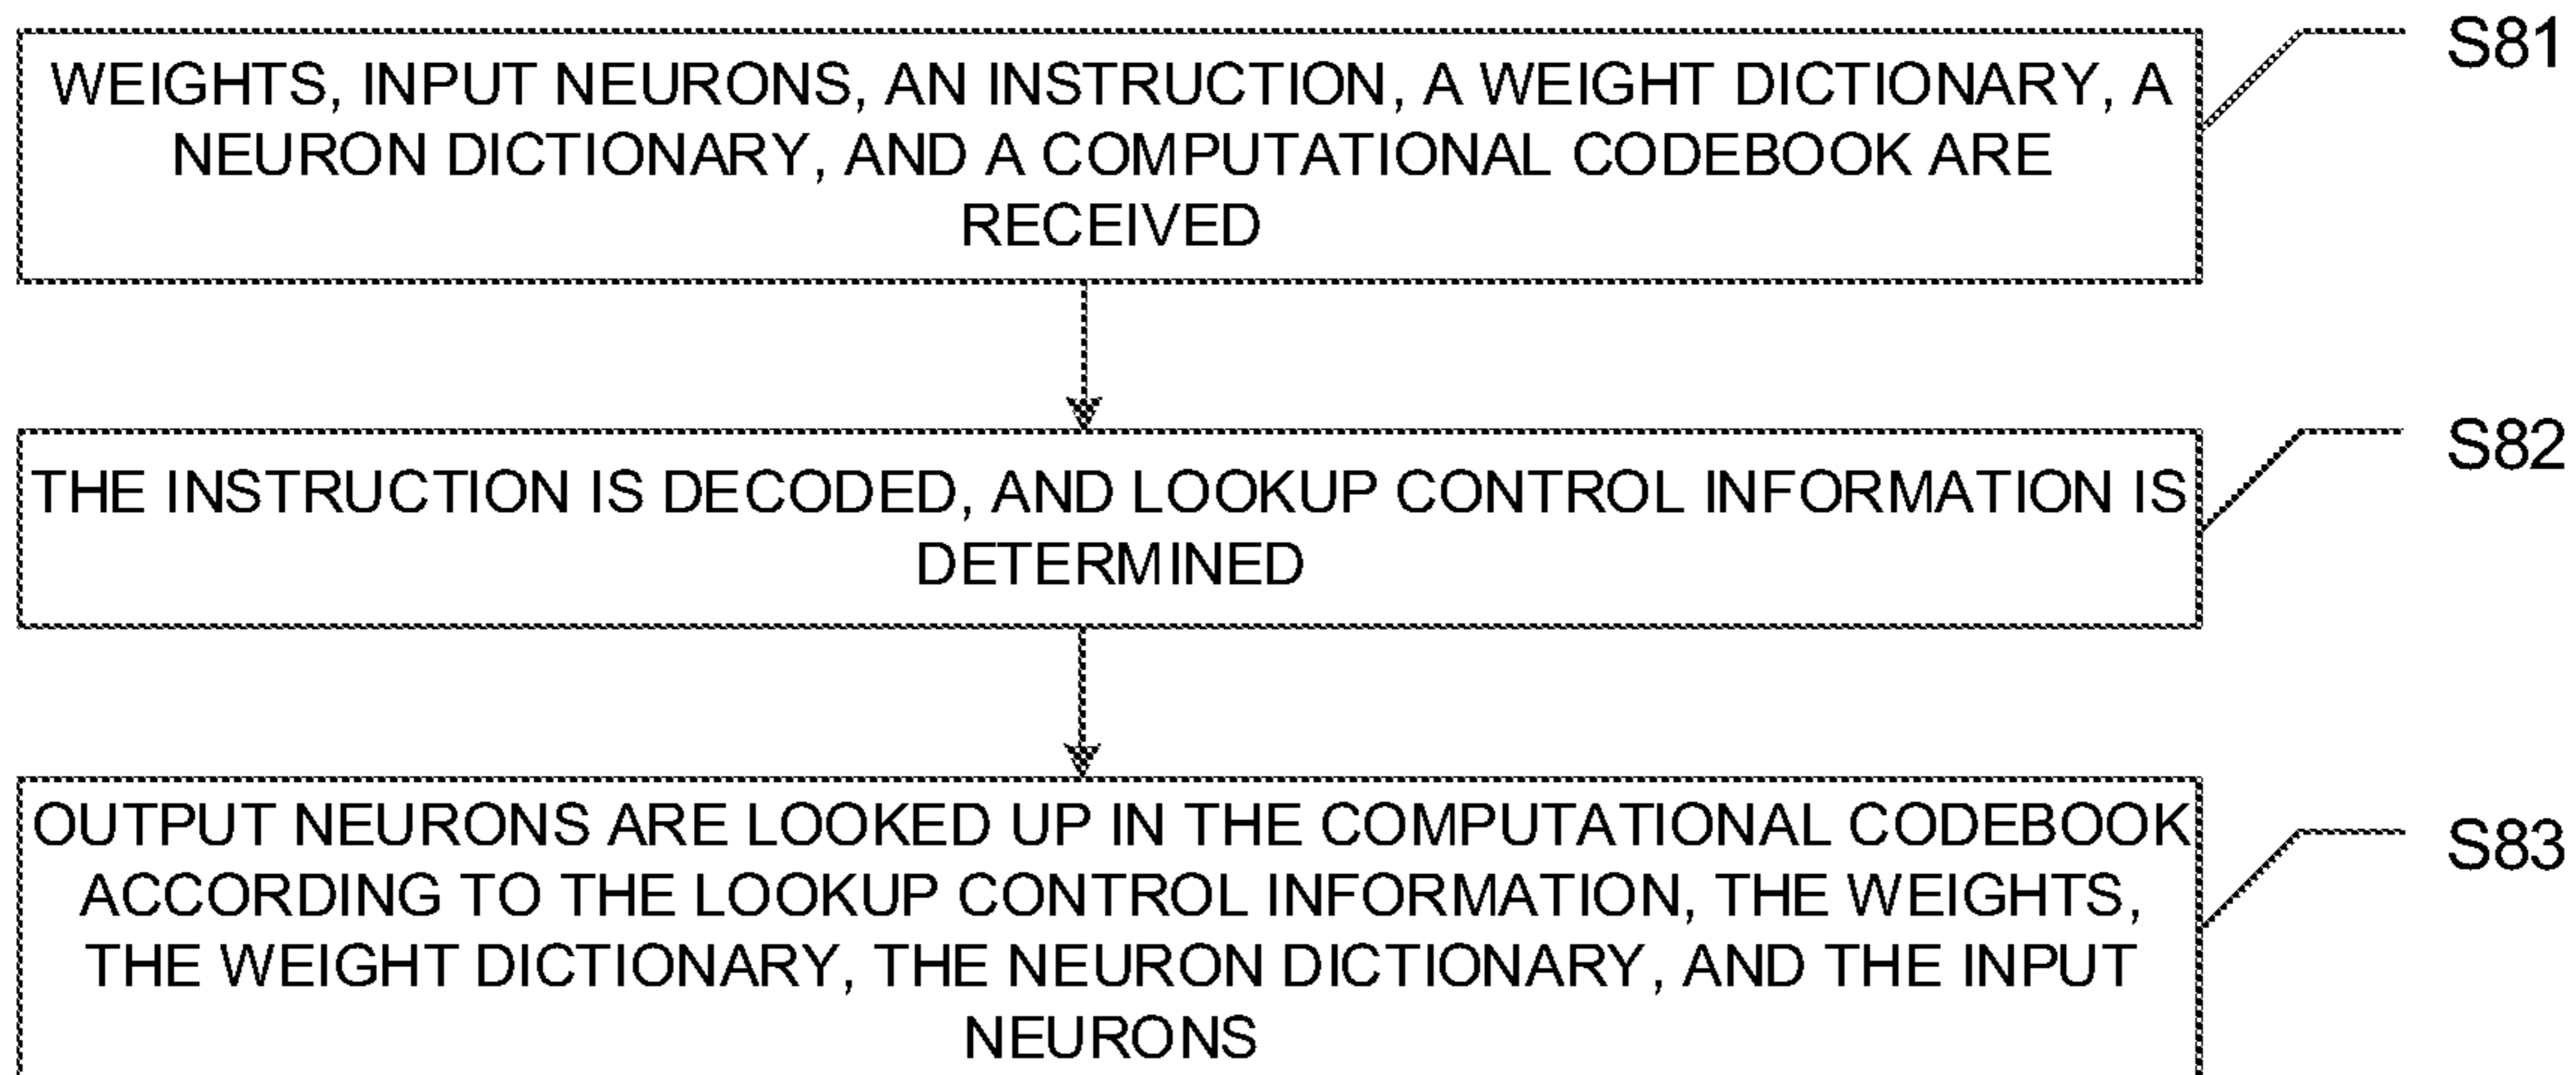 S81
WEIGHTS, INPUT NEURONS, AN INSTRUCTION, A WEIGHT DICTIONARY, A
NEURON DICTIONARY, AND A COMPUTATIONAL CODEBOOK ARE
RECEIVED
S82
THE INSTRUCTION IS DECODED, AND LOOKUP CONTROL INFORMATION IS
DETERMINED
S83
OUTPUT NEURONS ARE LOOKED UP IN THE COMPUTATIONAL CODEBOOK
ACCORDING TO THE LOOKUP CONTROL INFORMATION, THE WEIGHTS,
THE WEIGHT DICTIONARY, THE NEURON DICTIONARY, AND THE INPUT
NEURONS